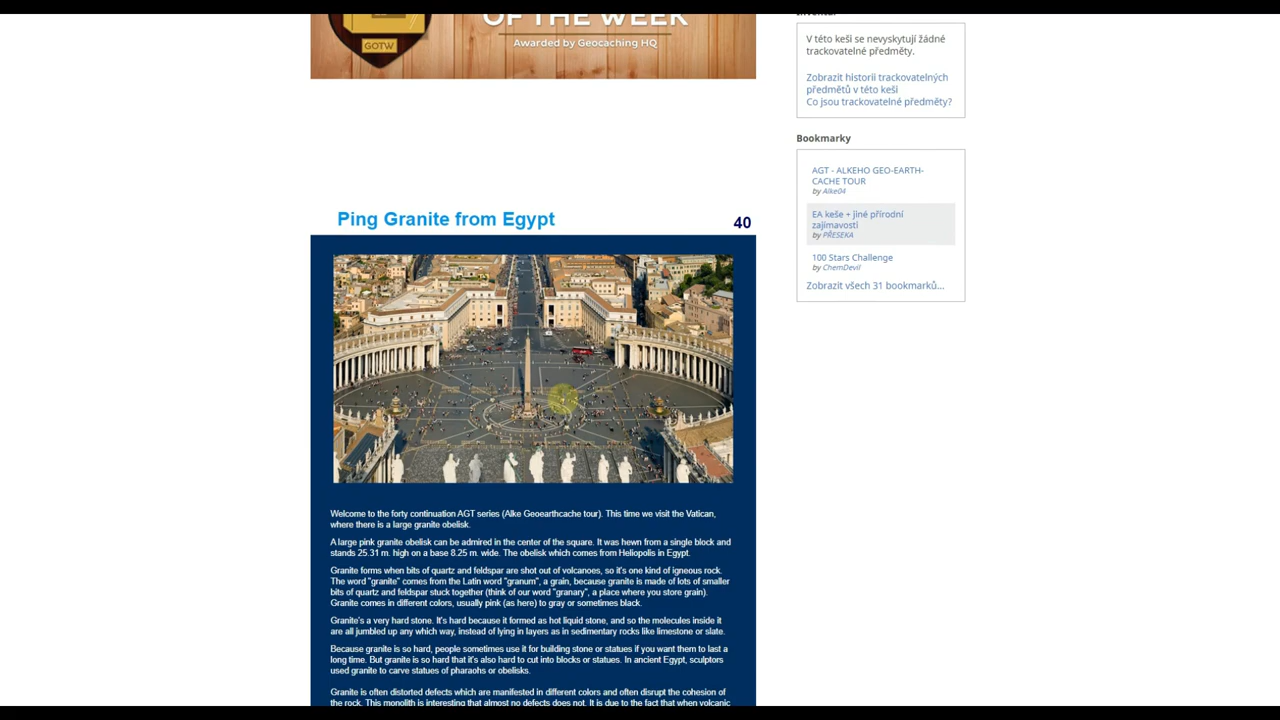 OF THE WEEK
GOTW
Awarded by Geocaching HQ
V této keši se nevyskytují žádné
trackovatelné předměty.
Zobrazit historii trackovatelných
předmětů v této keši
Co jsou trackovatelné předměty?
Bookmarky
AGT - ALKEHO GEO-EARTH-
CACHE TOUR
by Alke04
EA keše + jiné přírodní
zajímavosti
by PŘESEKA
100 Stars Challenge
by ChemDevil
Zobrazit všech 31 bookmarků...
Ping Granite from Egypt
40
Welcome to the forty continuation AGT series (Alke Geoearthcache tour). This time we visit the Vatican,
where there is a large granite obelisk.
A large pink granite obelisk can be admired in the center of the square. It was hewn from a single block and
stands 25.31 m. high on a base 8.25 m. wide. The obelisk which comes from Heliopolis in Egypt.
Granite forms when bits of quartz and feldspar are shot out of volcanoes, so it's one kind of igneous rock.
The word "granite" comes from the Latin word "granum", a grain, because granite is made of lots of smaller
bits of quartz and feldspar stuck together (think of our word "granary", a place where you store grain).
Granite comes in different colors, usually pink (as here) to gray or sometimes black.
Granite's a very hard stone. It's hard because it formed as hot liquid stone, and so the molecules inside it
are all jumbled up any which way, instead of lying in layers as in sedimentary rocks like limestone or slate.
Because granite is so hard, people sometimes use it for building stone or statues if you want them to last a
long time. But granite is so hard that it's also hard to cut into blocks or statues. In ancient Egypt, sculptors
used granite to carve statues of pharaohs or obelisks.
Granite is often distorted defects which are manifested in different colors and often disrupt the cohesion of
the rock. This monolith is interesting that almost no defects does not. It is due to the fact that when volcanic